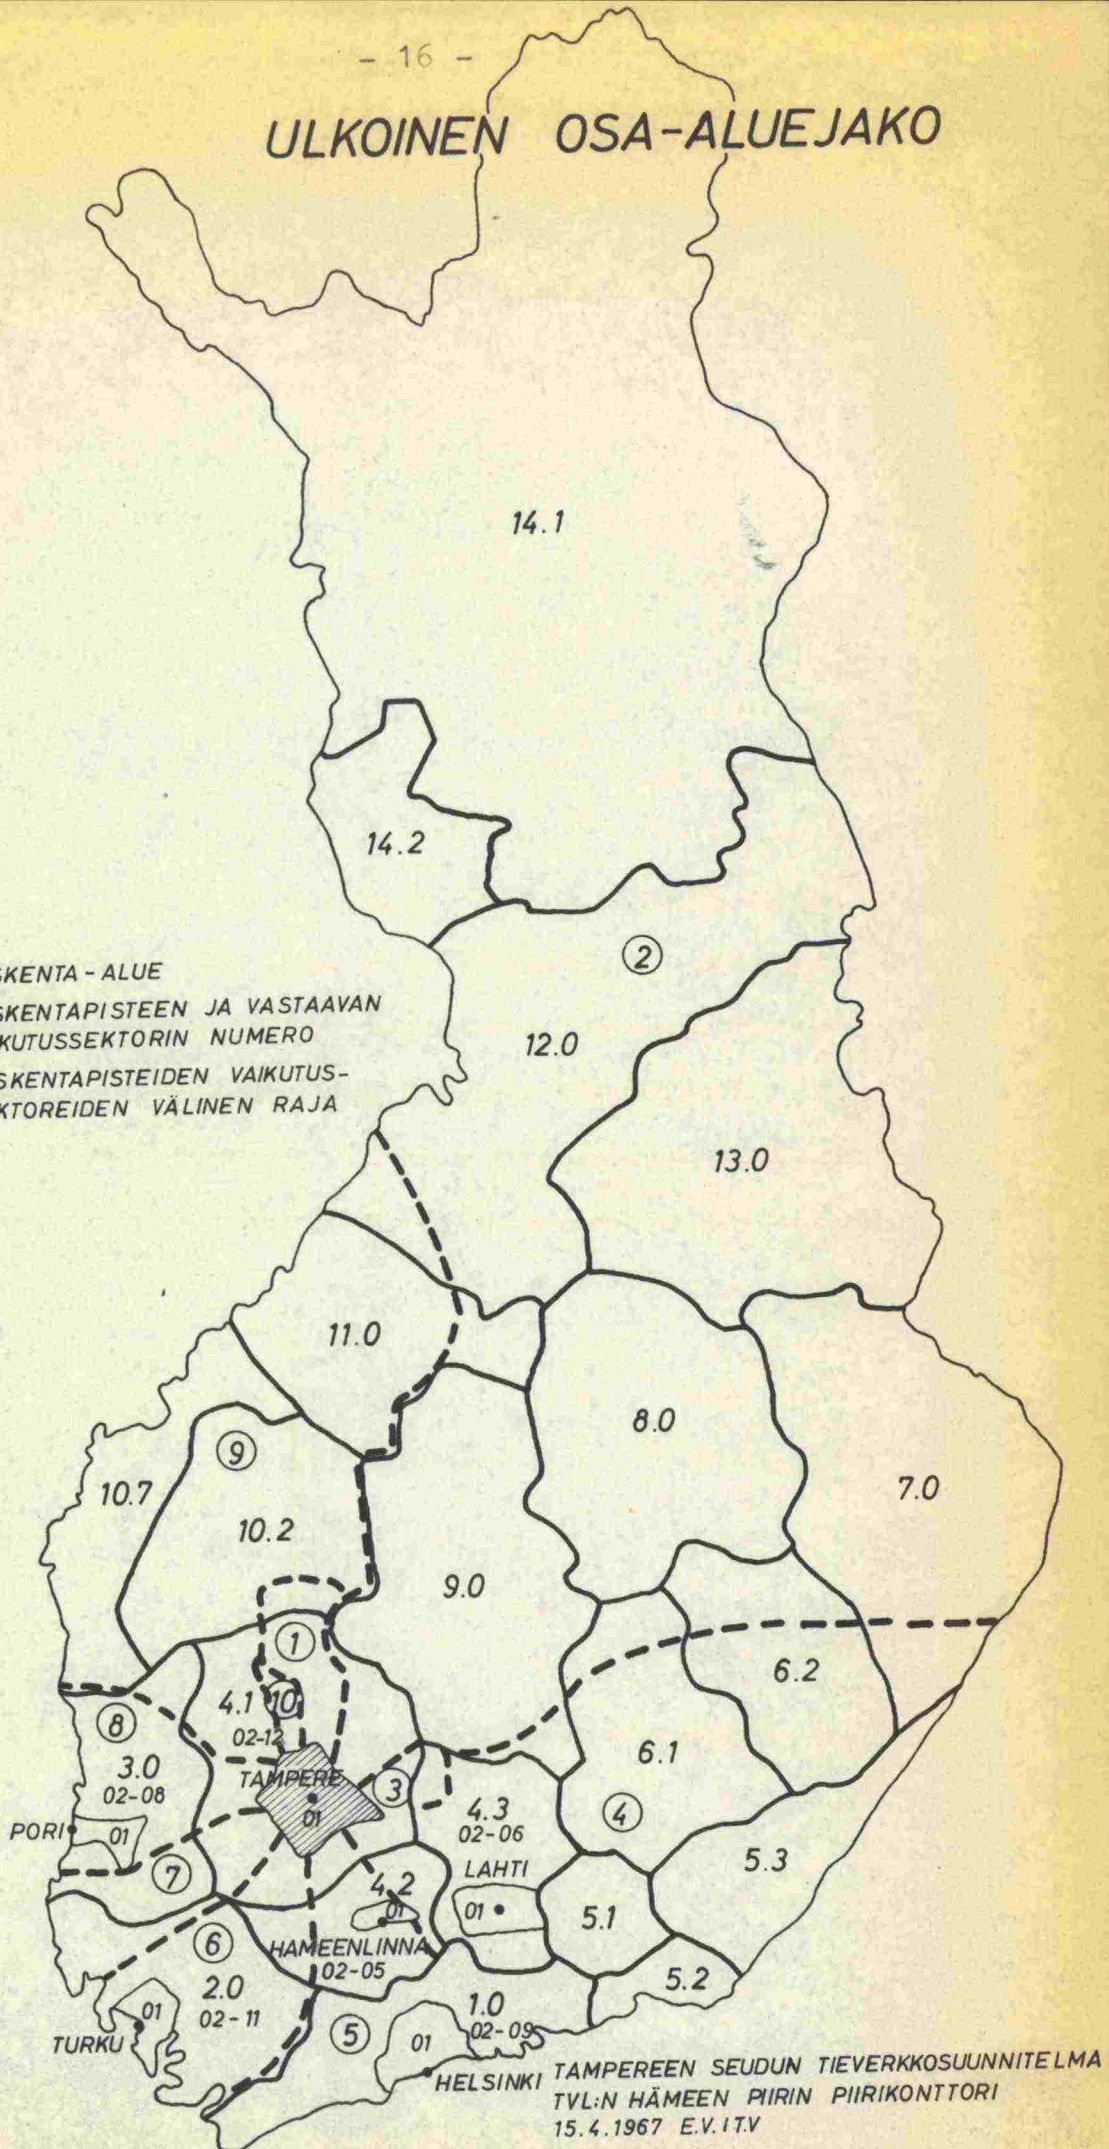 - 16 -
ULKOINEN OSA-ALUEJAKO
14.1
14.2
2
SKENTA-ALUE
SKENTAPISTEEN JA VASTAAVAN
KUTUSSEKTORIN NUMERO
SKENTAPISTEIDEN VAIKUTUS-
KTOREIDEN VÄLINEN RAJA
12.0
13.0
11.0
8.0
9
10.7
7.0
10.2
9.0
1
6.2
4.1 10
02-12
8
3.0
02-08
6.1
TAMPERE
01
3
4.3
02-06
4
PORI
01
7
5.3
LAHTI
01
4.2
01
5.1
HAMEENLINNA
02-05
6
2.0
02-11
5.2
1.0
02-09
01
TURKU
5
01
HELSINKI
TAMPEREEN SEUDUN TIEVERKKOSUUNNITELMA
TVL:N HÄMEEN PIIRIN PIIRIKONTTORI
15.4.1967 E.V. I T.V